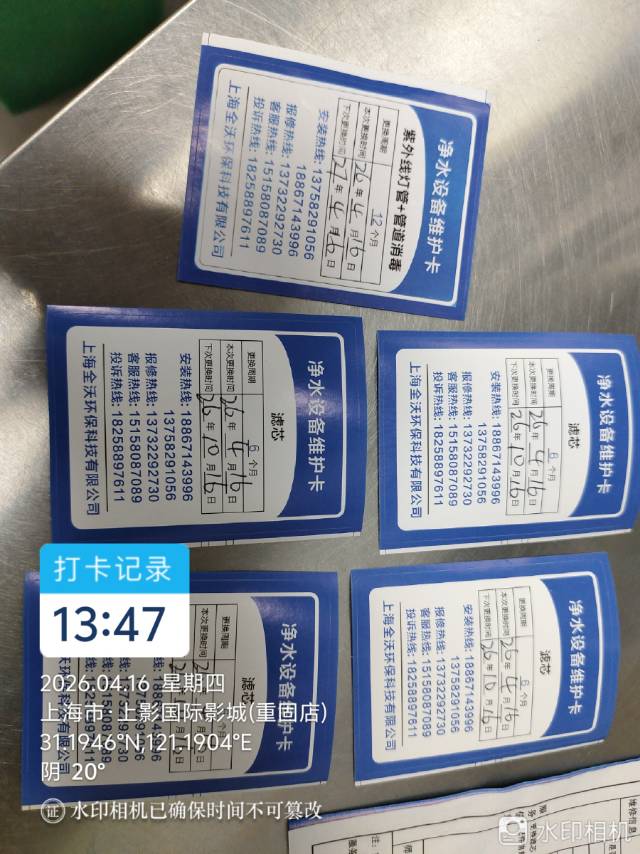 净水设备维护卡
紫外线灯管+管道消毒
更换周期 12个月
本次更换时间 26年4月16日
下次更换时间 27年4月16日
安装热线:13758291056
18867143996
报修热线:13732292730
客服热线:15158087089
投诉热线:18258897611
上海全沃环保科技有限公司
净水设备维护卡
滤芯
更换周期 6个月
本次更换时间 26年4月16日
下次更换时间 26年10月16日
安装热线:18867143996
13758291056
报修热线:13732292730
客服热线:15158087089
投诉热线:18258897611
上海全沃环保科技有限公司
净水设备维护卡
滤芯
更换周期 6个月
本次更换时间 26年4月16日
下次更换时间 26年10月16日
安装热线:18867143996
13758291056
报修热线:13732292730
客服热线:15158087089
投诉热线:18258897611
上海全沃环保科技有限公司
净水设备维护卡
滤芯
更换周期
本次更换时间
净水设备维护卡
滤芯
更换周期 6个月
本次更换时间 26年4月16日
下次更换时间 26年10月16日
安装热线:18867143996
13758291056
报修热线:13732292730
客服热线:15158087089
投诉热线:18258897611
上海全沃环保科技有限公司
维修信息
打卡记录
13:47
2026.04.16 星期四
上海市·上影国际影城(重固店)
31.1946°N,121.1904°E
阴 20°
证 水印相机已确保时间不可篡改
水印相机